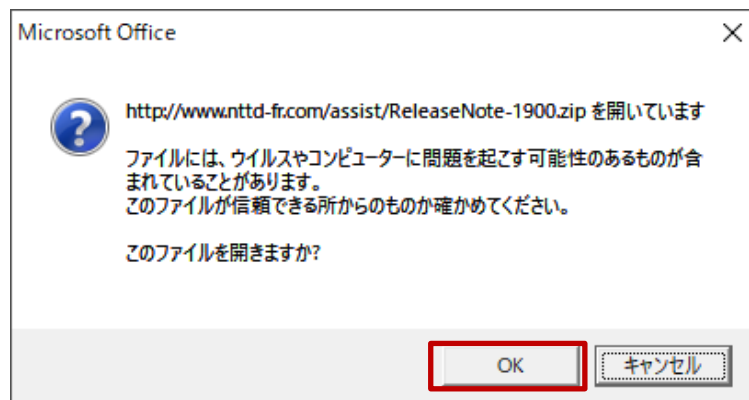 Microsoft Office
http://www.nttd-fr.com/assist/ReleaseNote-1900.zip を開いています
ファイルには、ウイルスやコンピューターに問題を起こす可能性のあるものが含
まれていることがあります。
このファイルが信頼できる所からのものか確かめてください。
このファイルを開きますか?
OK キャンセル